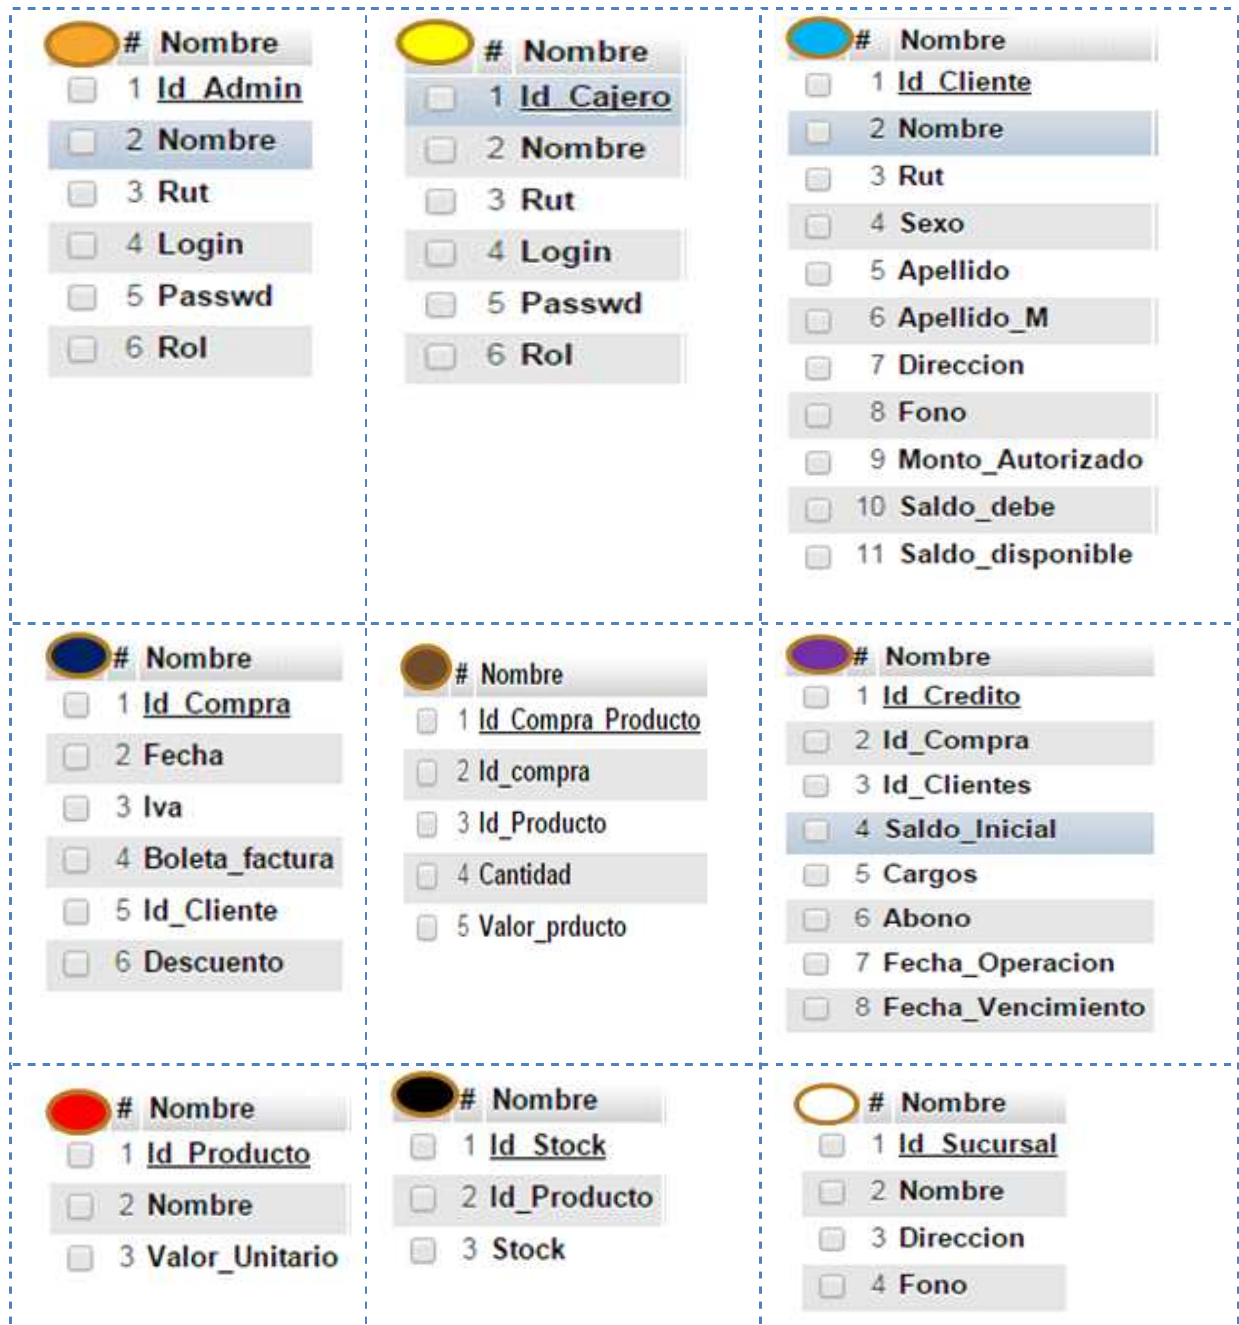 # Nombre
1 Id_Admin
2 Nombre
3 Rut
4 Login
5 Passwd
6 Rol
# Nombre
1 Id_Cajero
2 Nombre
3 Rut
4 Login
5 Passwd
6 Rol
# Nombre
1 Id_Cliente
2 Nombre
3 Rut
4 Sexo
5 Apellido
6 Apellido_M
7 Direccion
8 Fono
9 Monto_Autorizado
10 Saldo_debe
11 Saldo_disponible
# Nombre
1 Id_Compra
2 Fecha
3 Iva
4 Boleta_factura
5 Id_Cliente
6 Descuento
# Nombre
1 Id_Compra_Producto
2 Id_compra
3 Id_Producto
4 Cantidad
5 Valor_prducto
# Nombre
1 Id_Credito
2 Id_Compra
3 Id_Clientes
4 Saldo_Inicial
5 Cargos
6 Abono
7 Fecha_Operacion
8 Fecha_Vencimiento
# Nombre
1 Id_Producto
2 Nombre
3 Valor_Unitario
# Nombre
1 Id_Stock
2 Id_Producto
3 Stock
# Nombre
1 Id_Sucursal
2 Nombre
3 Direccion
4 Fono